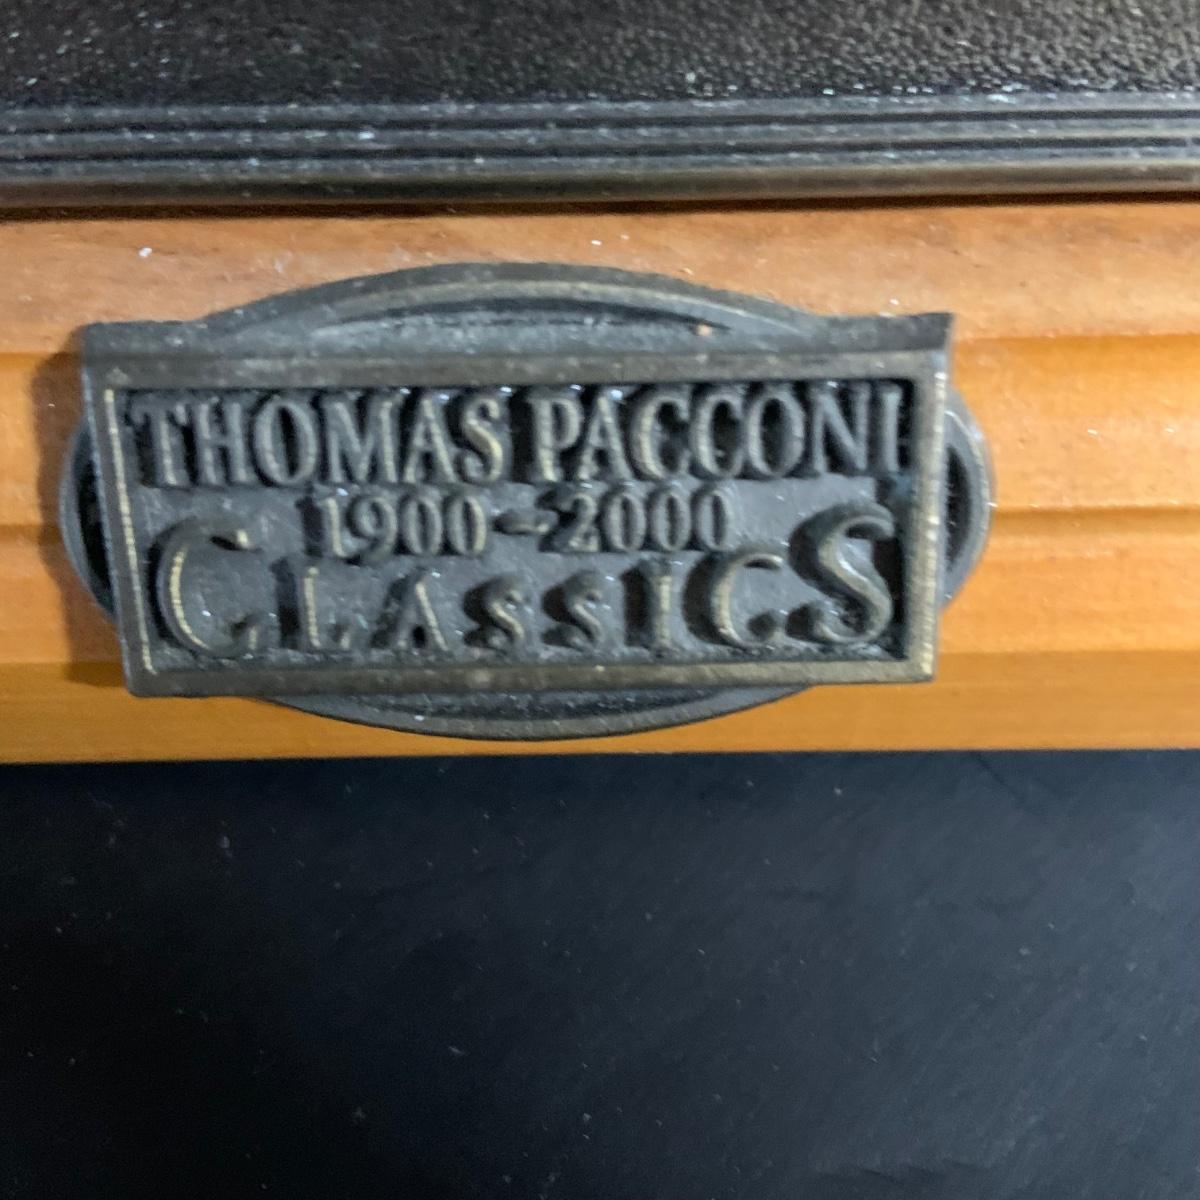 THOMAS PACCONI
1900-2000
CLASSICS